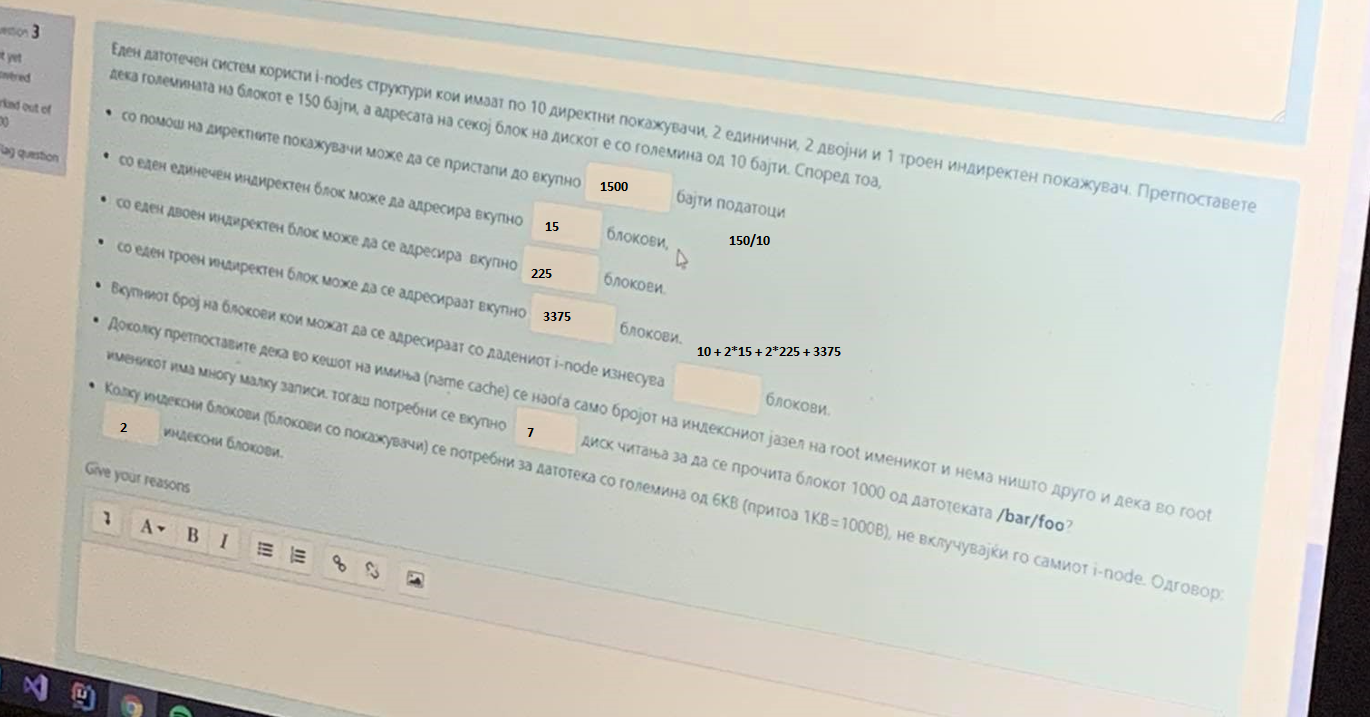 estion 3
t yet
wered
rked out of
00
lag question
Еден датотечен систем користи i-nodes структури кои имаат по 10 директни покажувачи, 2 единични, 2 двојни и 1 троен индиректен покажувач. Претпоставете
дека големината на блокот е 150 бајти, а адресата на секој блок на дискот е со големина од 10 бајти. Според тоа,
• со помош на директните покажувачи може да се пристапи до вкупно 1500 бајти податоци
• со еден единечен индиректен блок може да адресира вкупно 15 блокови, 150/10
• со еден двоен индиректен блок може да се адресира вкупно 225 блокови.
• со еден троен индиректен блок може да се адресираат вкупно 3375 блокови.
10 + 2*15 + 2*225 + 3375
• Вкупниот број на блокови кои можат да се адресираат со дадениот i-node изнесува блокови.
• Доколку претпоставите дека во кешот на имиња (name cache) се наоѓа само бројот на индексниот јазел на root именикот и нема ништо друго и дека во root
именикот има многу малку записи, тогаш потребни се вкупно 7 диск читања за да се прочита блокот 1000 од датотеката /bar/foo?
• Колку индексни блокови (блокови со покажувачи) се потребни за датотека со големина од 6KB (притоа 1KB=1000B), не вклучувајќи го самиот i-node. Одговор:
2 индексни блокови.
Give your reasons
A B I